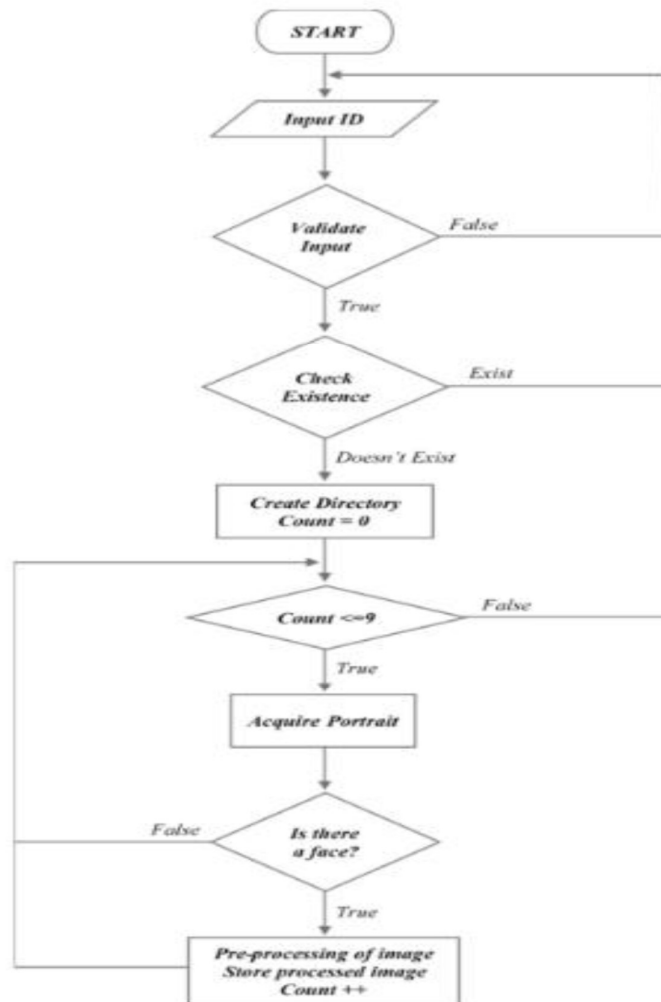 START
Input ID
Validate
Input
False
True
Check
Existence
Exist
Doesn't Exist
Create Directory
Count = 0
Count <=9
False
True
Acquire Portrait
Is there
a face?
False
True
Pre-processing of image
Store processed image
Count ++